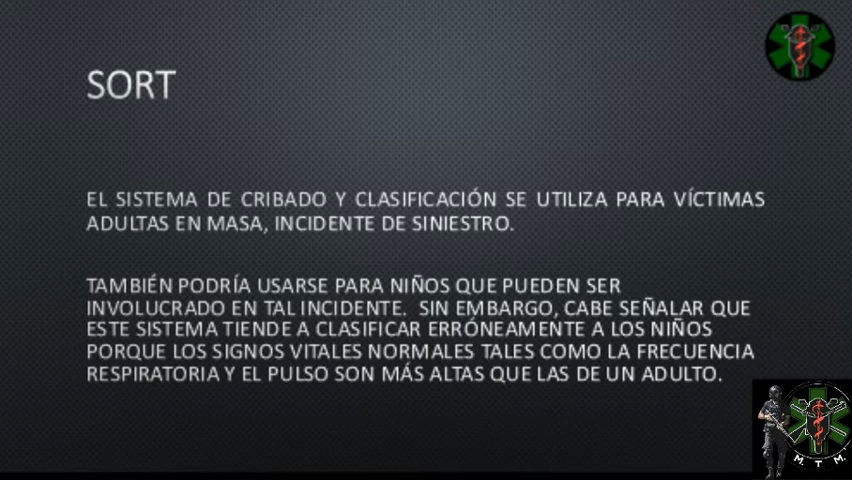 SORT
EL SISTEMA DE CRIBADO Y CLASIFICACIÓN SE UTILIZA PARA VÍCTIMAS
ADULTAS EN MASA, INCIDENTE DE SINIESTRO.
TAMBIÉN PODRÍA USARSE PARA NIÑOS QUE PUEDEN SER
INVOLUCRADO EN TAL INCIDENTE. SIN EMBARGO, CABE SEÑALAR QUE
ESTE SISTEMA TIENDE A CLASIFICAR ERRÓNEAMENTE A LOS NIÑOS
PORQUE LOS SIGNOS VITALES NORMALES TALES COMO LA FRECUENCIA
RESPIRATORIA Y EL PULSO SON MÁS ALTAS QUE LAS DE UN ADULTO.
M. T M.